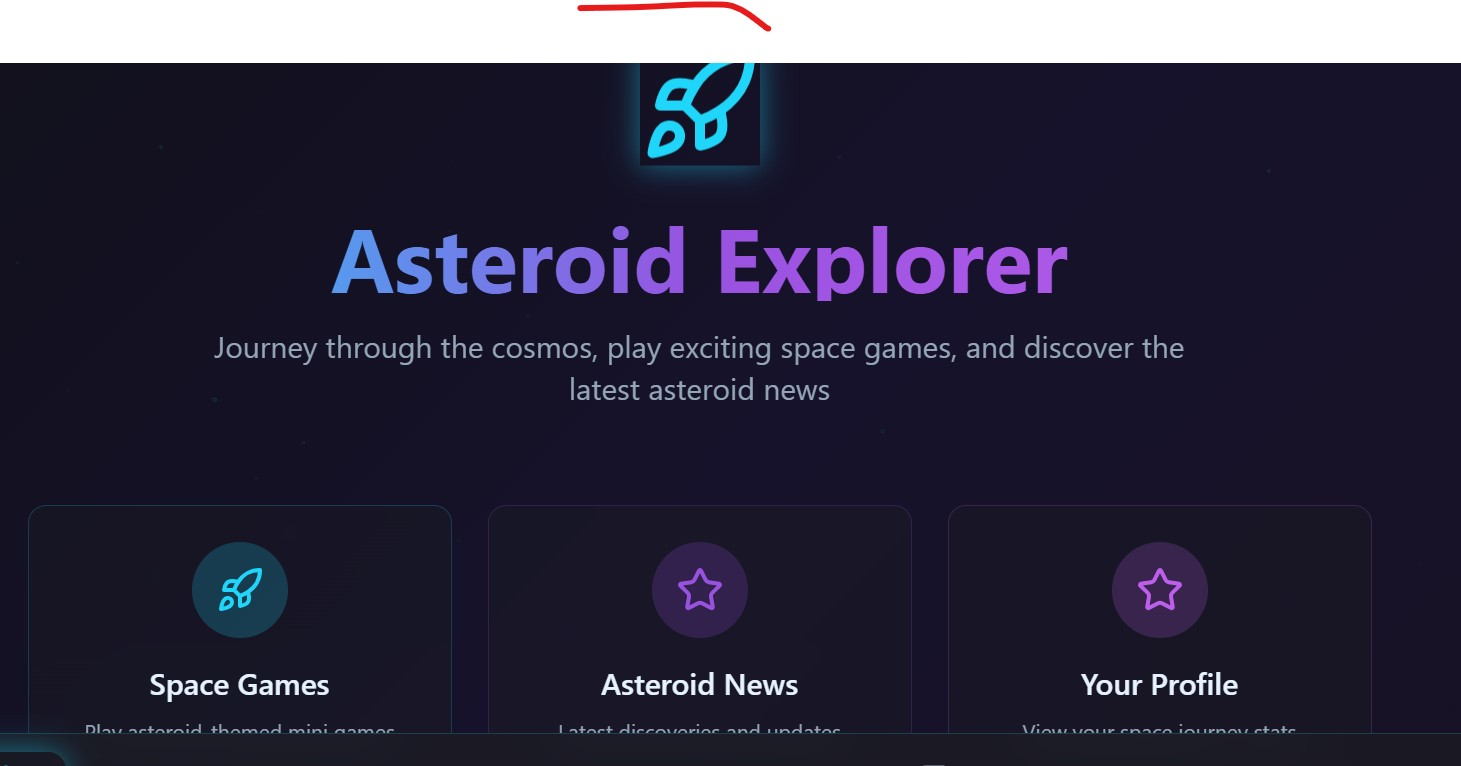 Asteroid Explorer
Journey through the cosmos, play exciting space games, and discover the
latest asteroid news
Space Games
Asteroid News
Your Profile
Play asteroid-themed mini games
Latest discoveries and updates
View your space journey stats